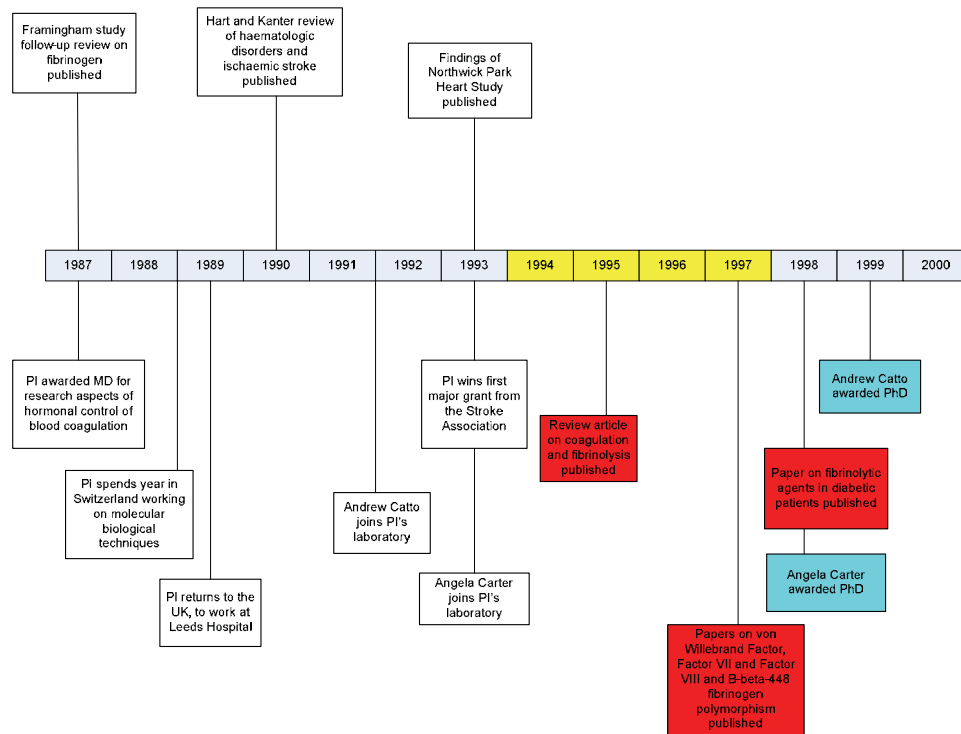 Framingham study
follow-up review on
fibrinogen
published
Hart and Kanter review
of haematologic
disorders and
ischaemic stroke
published
Findings of
Northwick Park
Heart Study
published
1987
1988
1989
1990
1991
1992
1993
1994
1995
1996
1997
1998
1999
2000
PI awarded MD for
research aspects of
hormonal control of
blood coagulation
PI spends year in
Switzerland working
on molecular
biological
techniques
PI returns to the
UK, to work at
Leeds Hospital
Andrew Catto
joins PI's
laboratory
PI wins first
major grant from
the Stroke
Association
Angela Carter
joins PI's
laboratory
Review article
on coagulation
and fibrinolysis
published
Papers on von
Willebrand Factor,
Factor VII and Factor
VIII and B-beta-448
fibrinogen
polymorphism
published
Andrew Catto
awarded PhD
Paper on fibrinolytic
agents in diabetic
patients published
Angela Carter
awarded PhD